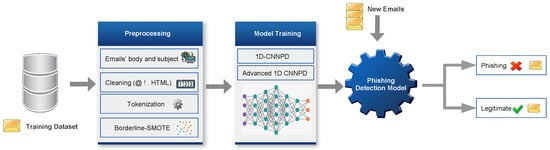 Training Dataset
Preprocessing
Emails' body and subject
Cleaning (@ ! . HTML)
Tokenization
Borderline-SMOTE
Model Training
1D-CNNPD
Advanced 1D CNNPD
New Emails
Phishing
Detection Model
Phishing
Legitimate